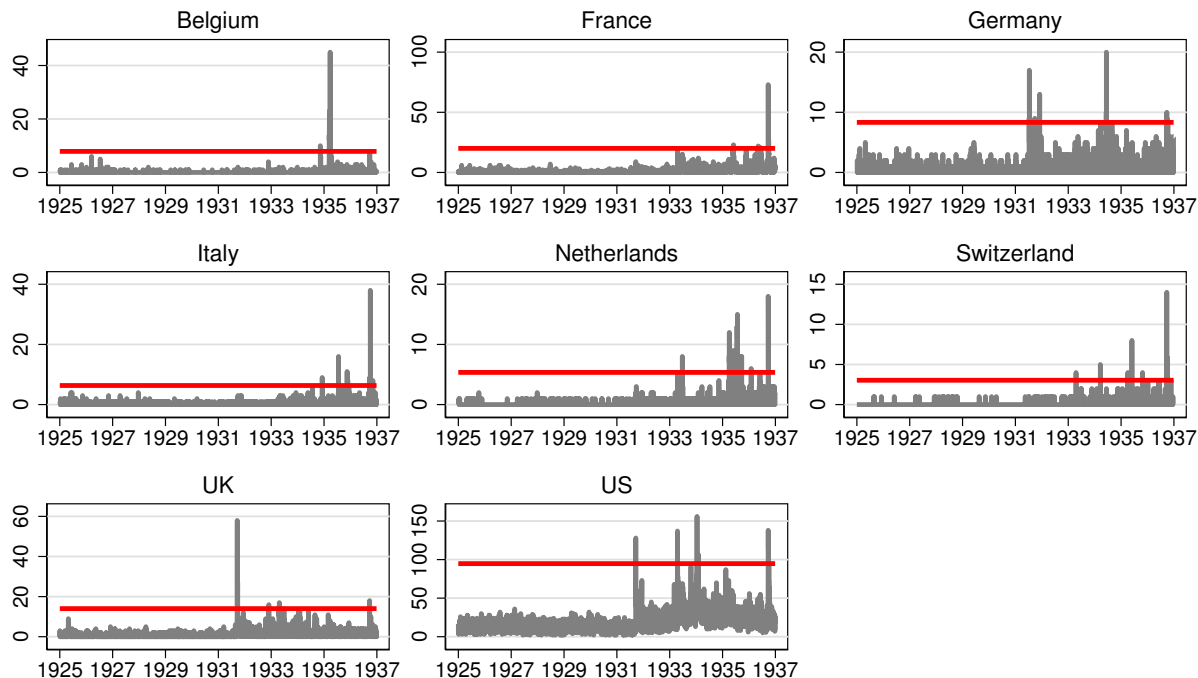 Belgium
0 20 40
1925 1927 1929 1931 1933 1935 1937
France
0 50 100
1925 1927 1929 1931 1933 1935 1937
Germany
0 10 20
1925 1927 1929 1931 1933 1935 1937
Italy
0 20 40
1925 1927 1929 1931 1933 1935 1937
Netherlands
0 10 20
1925 1927 1929 1931 1933 1935 1937
Switzerland
0 5 10 15
1925 1927 1929 1931 1933 1935 1937
UK
0 20 40 60
1925 1927 1929 1931 1933 1935 1937
US
0 50 100 150
1925 1927 1929 1931 1933 1935 1937